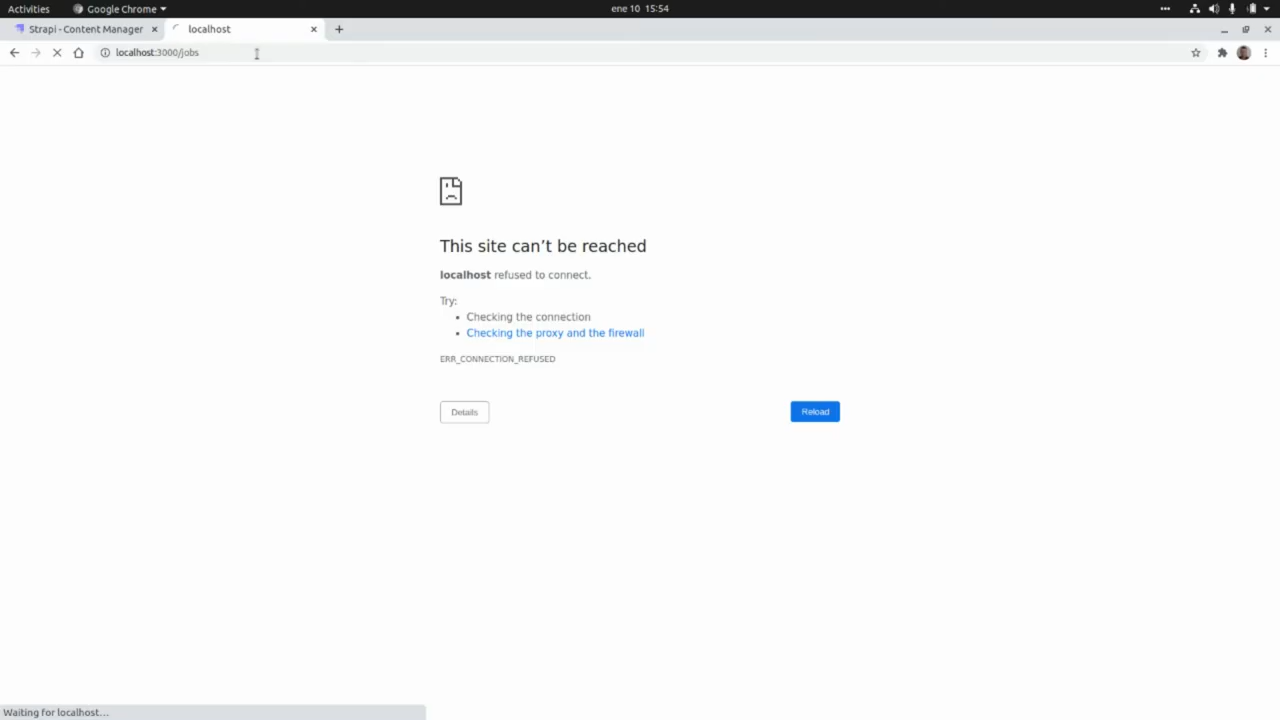 Activities Google Chrome ene 10 15:54
Strapi - Content Manager localhost
localhost:3000/jobs
This site can’t be reached
localhost refused to connect.
Try:
• Checking the connection
• Checking the proxy and the firewall
ERR_CONNECTION_REFUSED
Details Reload
Waiting for localhost...